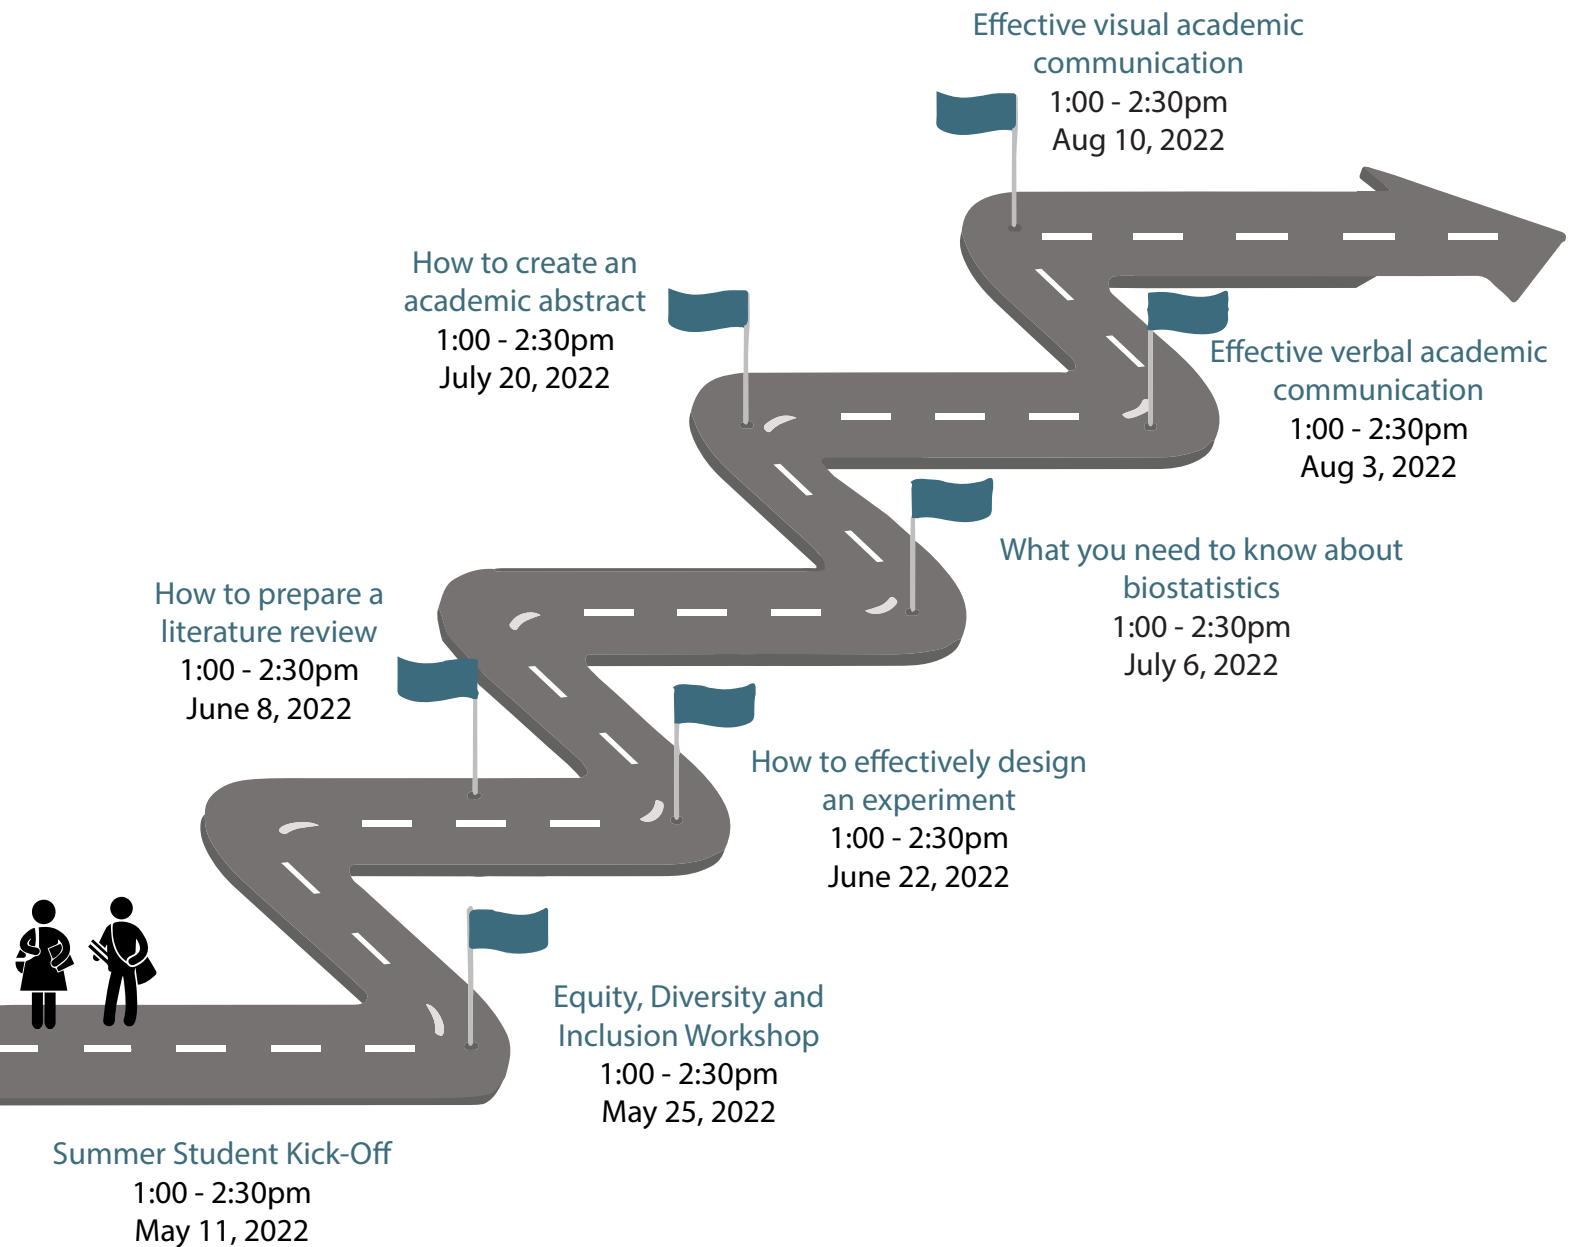 Effective visual academic
communication
1:00 - 2:30pm
Aug 10, 2022
How to create an
academic abstract
1:00 - 2:30pm
July 20, 2022
Effective verbal academic
communication
1:00 - 2:30pm
Aug 3, 2022
What you need to know about
biostatistics
1:00 - 2:30pm
July 6, 2022
How to prepare a
literature review
1:00 - 2:30pm
June 8, 2022
How to effectively design
an experiment
1:00 - 2:30pm
June 22, 2022
Equity, Diversity and
Inclusion Workshop
1:00 - 2:30pm
May 25, 2022
Summer Student Kick-Off
1:00 - 2:30pm
May 11, 2022